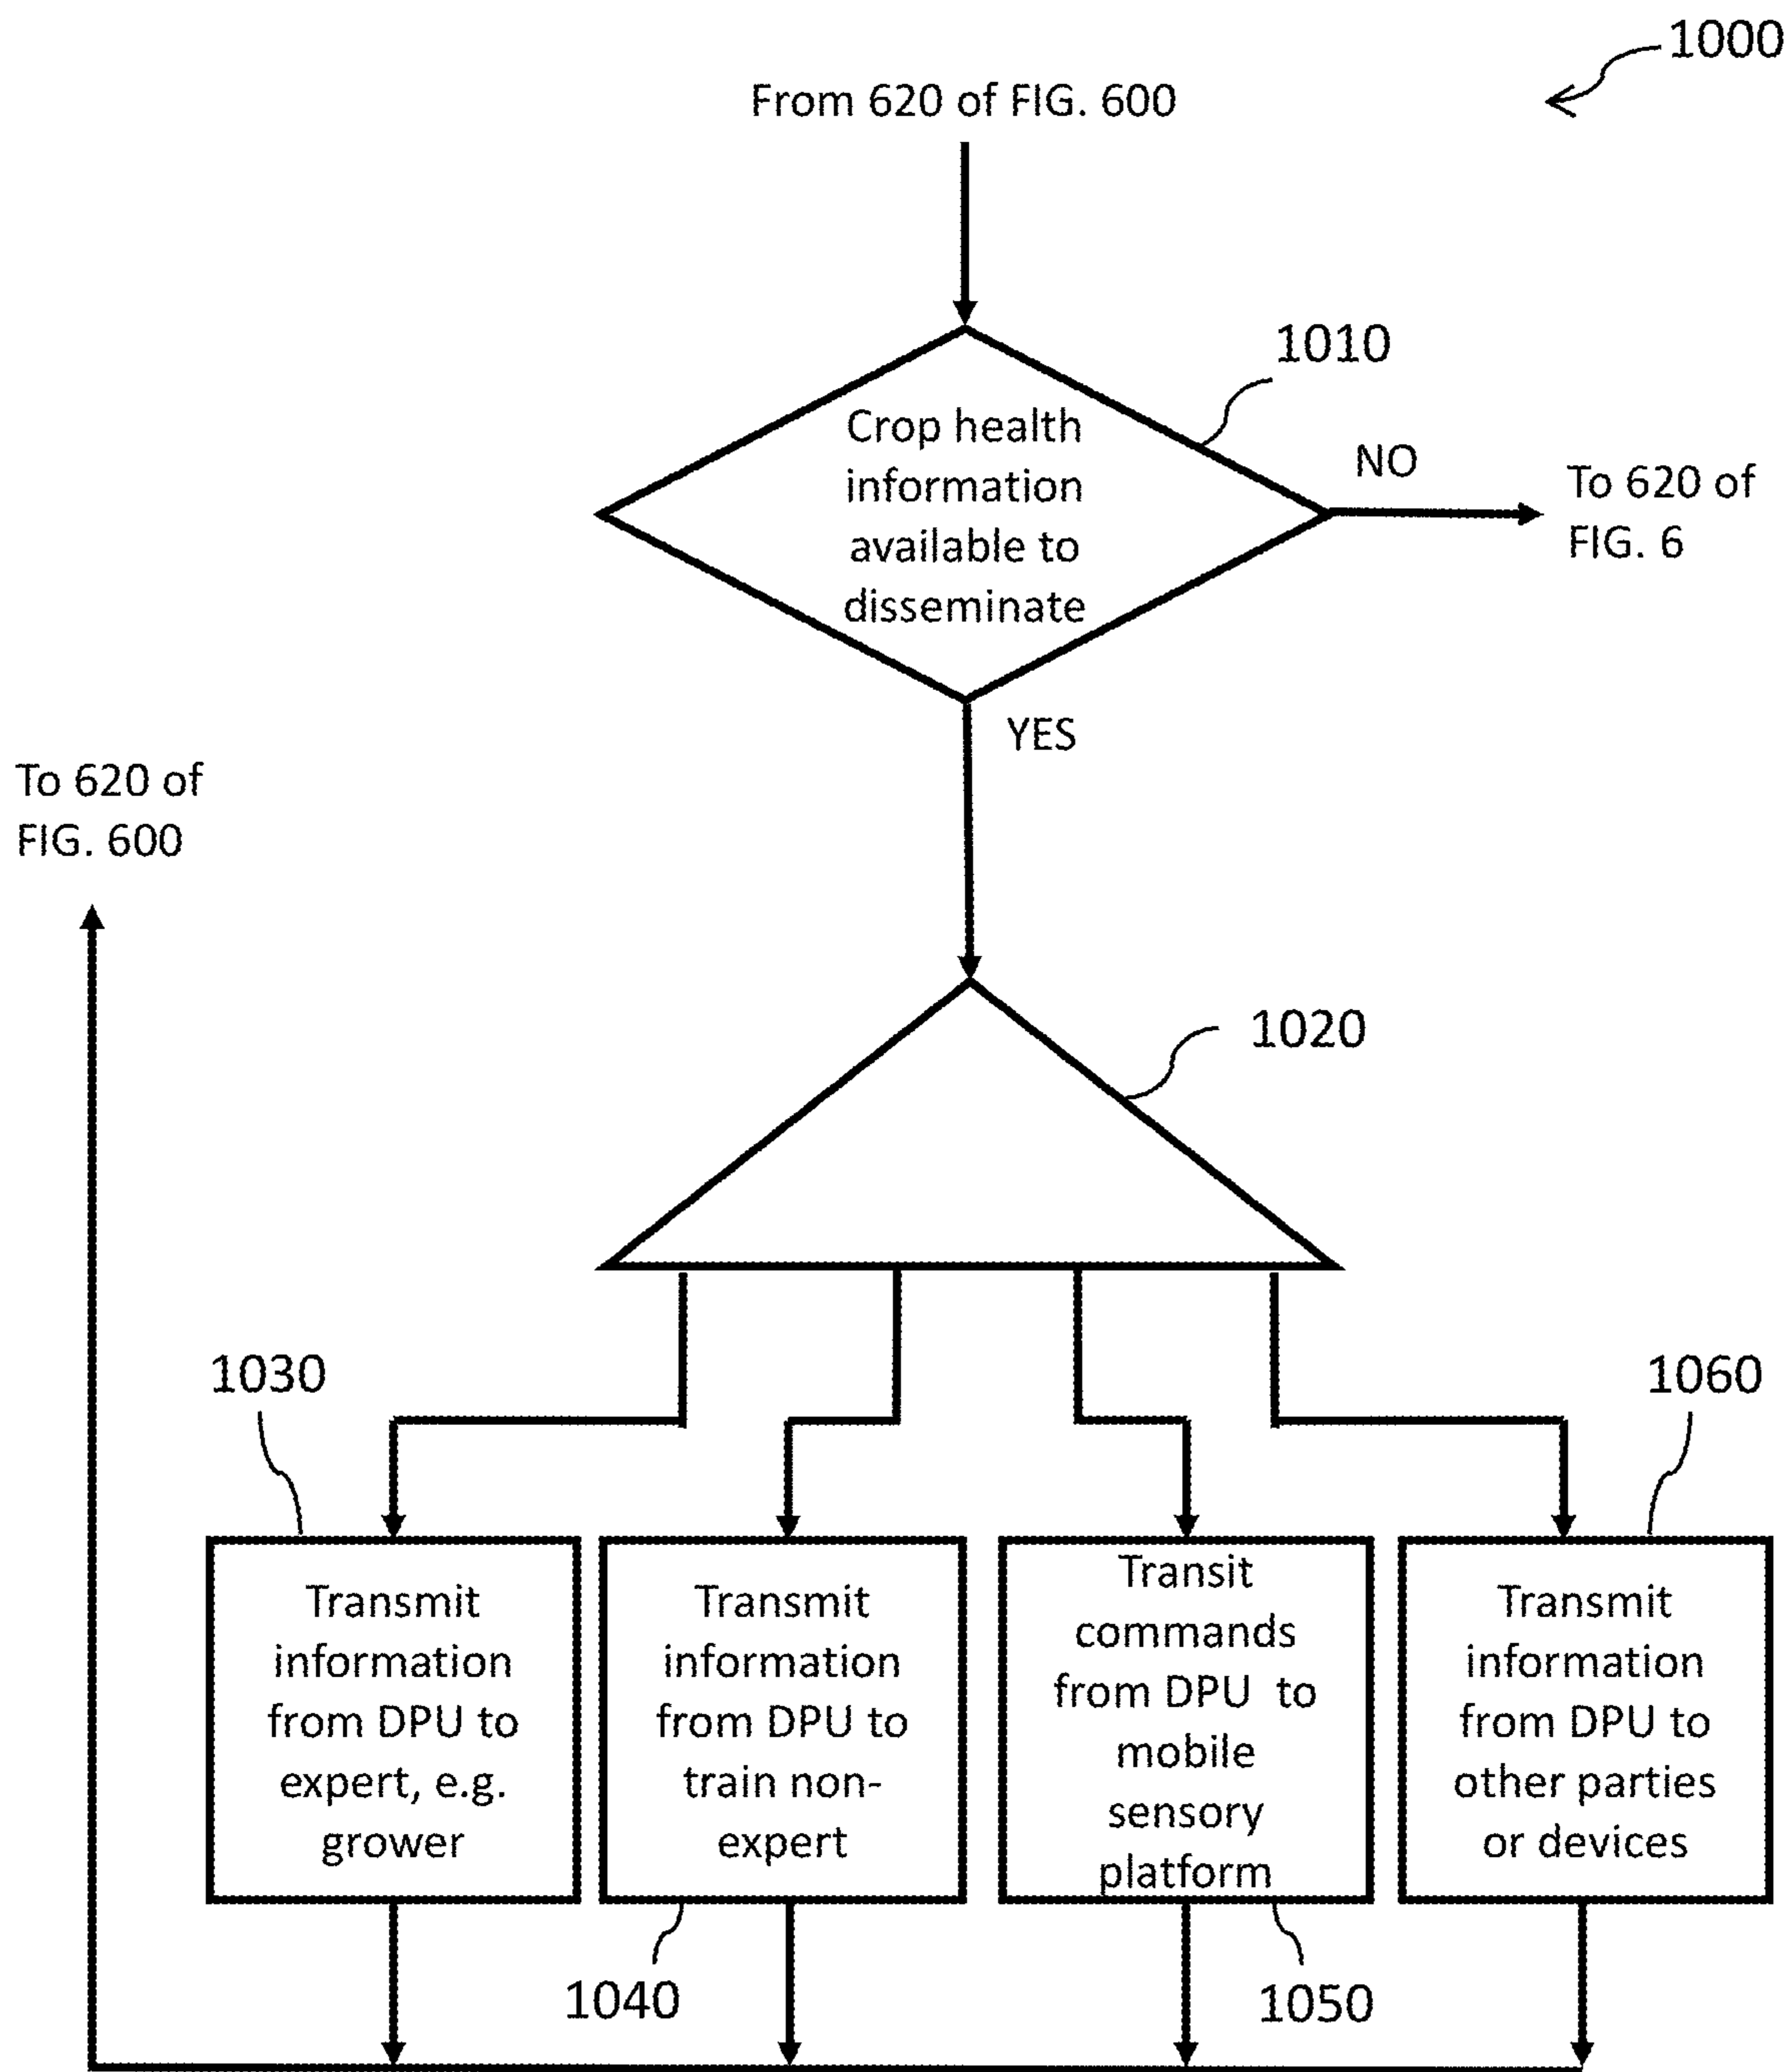 1000
From 620 of FIG. 600
1010
Crop health
information
available to
disseminate
NO
To 620 of
FIG. 6
YES
To 620 of
FIG. 600
1020
1030
1060
Transmit
information
from DPU to
expert, e.g.
grower
Transmit
information
from DPU to
train non-
expert
Transit
commands
from DPU to
mobile
sensory
platform
Transmit
information
from DPU to
other parties
or devices
1040
1050